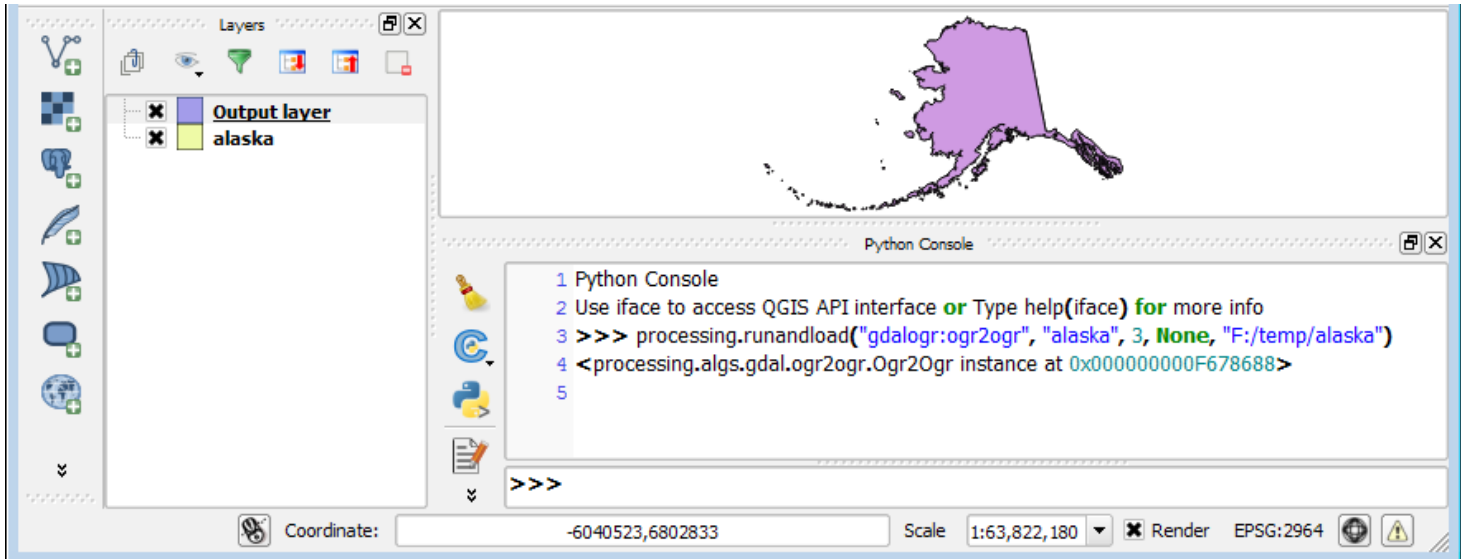 Layers
Output layer
alaska
Python Console
1 Python Console
2 Use iface to access QGIS API interface or Type help(iface) for more info
3 >>> processing.runandload("gdalogr:ogr2ogr", "alaska", 3, None, "F:/temp/alaska")
4 <processing.algs.gdal.ogr2ogr.Ogr2Ogr instance at 0x000000000F678688>
5
>>>
Coordinate: -6040523,6802833 Scale 1:63,822,180 Render EPSG:2964